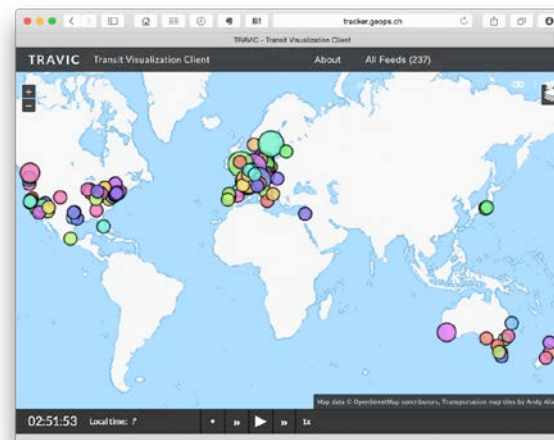 B!
tracker.geops.ch
TRAVIC - Transit Visualization Client
TRAVIC Transit Visualization Client About All Feeds (237)
+
−
Map data © OpenStreetMap contributors, Transportation map tiles by Andy Alla
02:51:53 Local time: ? 1x